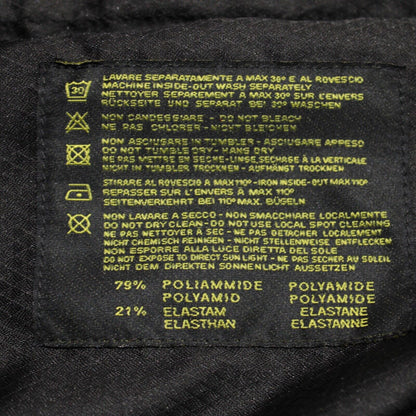 30
LAVARE SEPARATAMENTE A MAX 30° E AL ROVESCIO
MACHINE INSIDE-OUT WASH SEPARATELY
NETTOYER SEPAREMENT A MAX 30° SUR L'ENVERS
RÜCKSEITE UND SEPARAT BEI 30° WASCHEN
NON CANDEGGIARE - DO NOT BLEACH
NE PAS CHLORER - NICHT BLEICHEN
NON ASCIUGARE IN TUMBLER - ASCIUGARE APPESO
DO NOT TUMBLE DRY - HANG DRY
NE PAS METTRE EN SECHE-LINGE, SECHAGE À LA VERTICALE
NICHT IN TUMBLER TROCKNEN - AUFHÄNGT TROCKNEN
STIRARE AL ROVESCIO A MAX 110° - IRON INSIDE-OUT MAX 110°
REPASSER SUR L'ENVERS A MAX 110°
SEITENVERKEHRT BEI 110° MAX. BÜGELN
NON LAVARE A SECCO - NON SMACCHIARE LOCALMENTE
DO NOT DRY CLEAN - DO NOT USE LOCAL SPOT CLEANING
NE PAS NETTOYER À SEC - NE PAS DETACHER LOCALEMENT
NICHT CHEMISCH REINIGEN - NICHT STELLENWEISE ENTFLECKEN
NON ESPORRE ALLA LUCE DIRETTA DEL SOLE
DO NOT EXPOSE TO DIRECT SUN LIGHT - NE PAS SECHER AU SOLEIL
NICHT DEM DIREKTEN SONNENLICHT AUSSETZEN
79% POLIAMMIDE POLYAMIDE
POLYAMID POLYAMIDE
21% ELASTAM ELASTANE
ELASTHAN ELASTHANNE